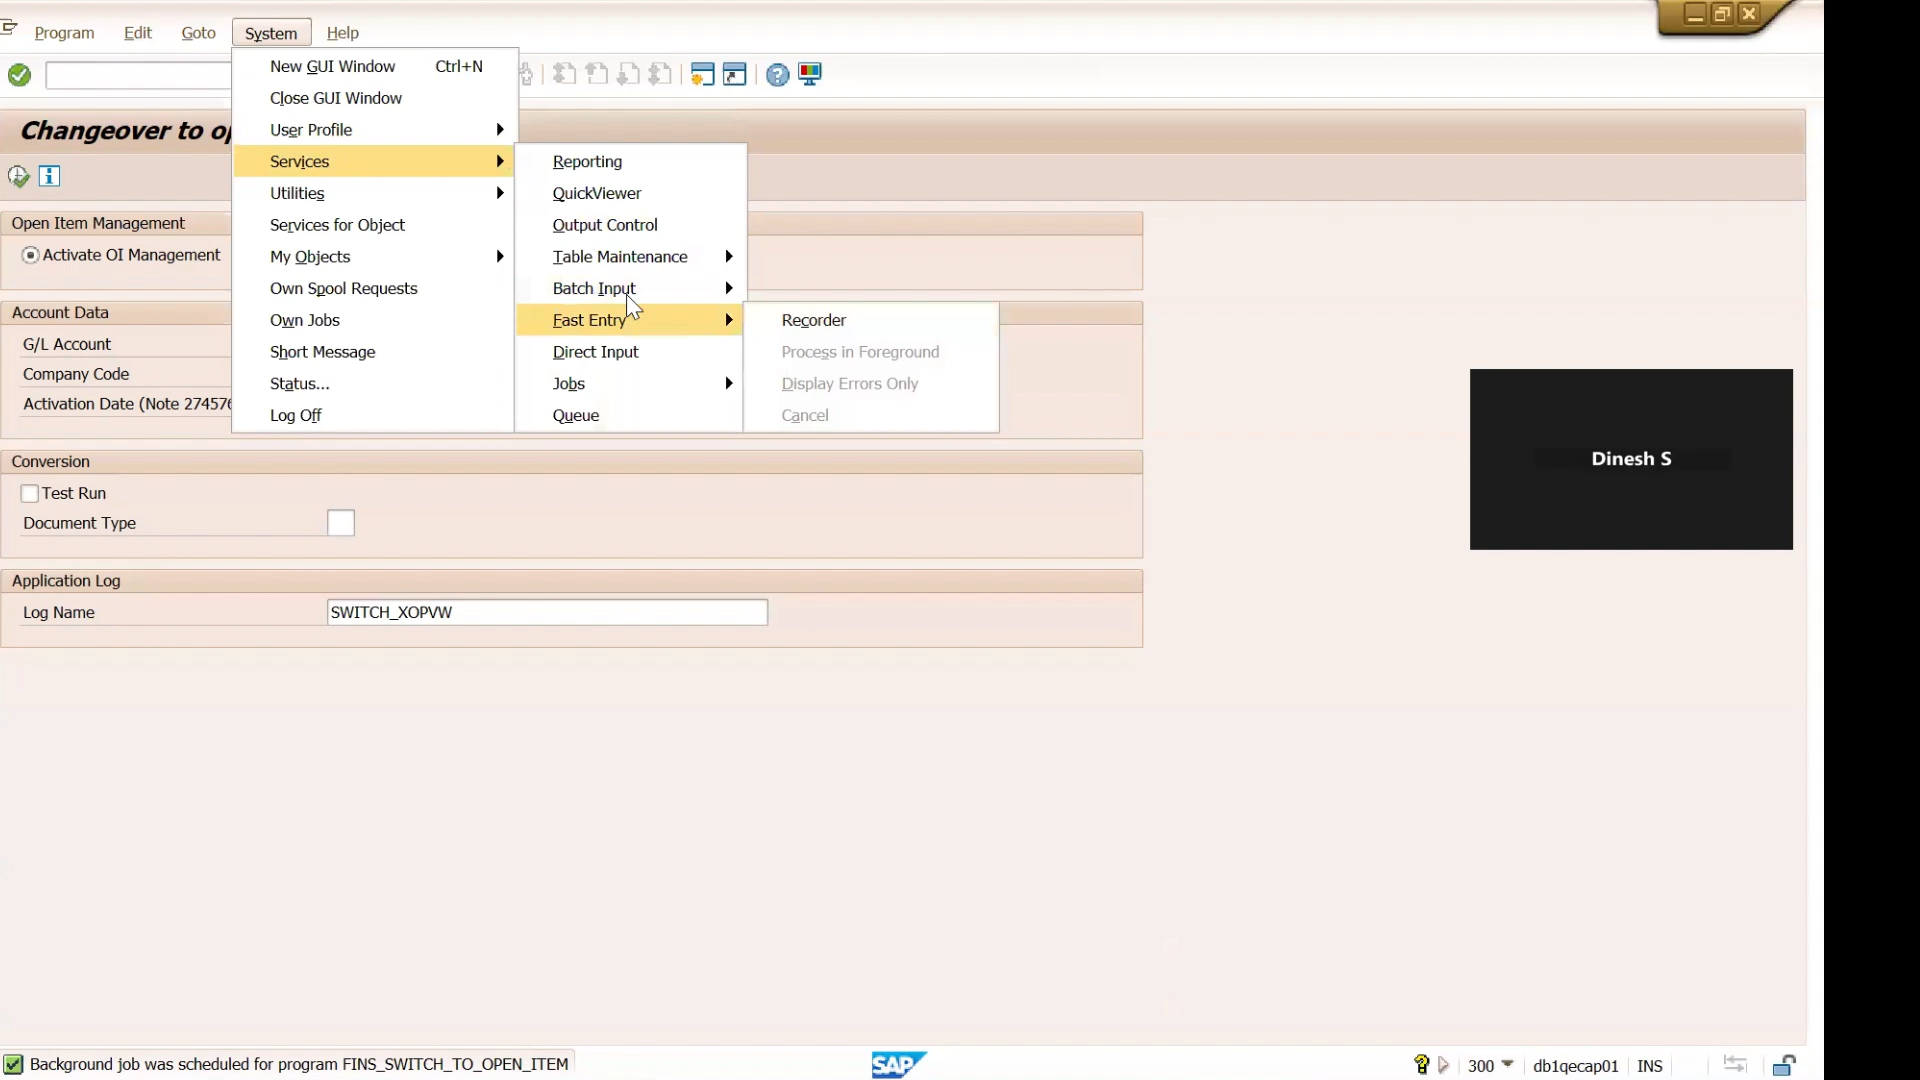 Program Edit Goto System Help
New GUI Window Ctrl+N
Close GUI Window
User Profile
Services
Utilities
Services for Object
My Objects
Own Spool Requests
Own Jobs
Short Message
Status...
Log Off
Reporting
QuickViewer
Output Control
Table Maintenance
Batch Input
Fast Entry
Direct Input
Jobs
Queue
Recorder
Process in Foreground
Display Errors Only
Cancel
Changeover to op
Open Item Management
Activate OI Management
Account Data
G/L Account
Company Code
Activation Date (Note 274576
Conversion
Test Run
Document Type
Application Log
Log Name SWITCH_XOPVW
Dinesh S
Background job was scheduled for program FINS_SWITCH_TO_OPEN_ITEM
SAP
300 db1qecap01 INS